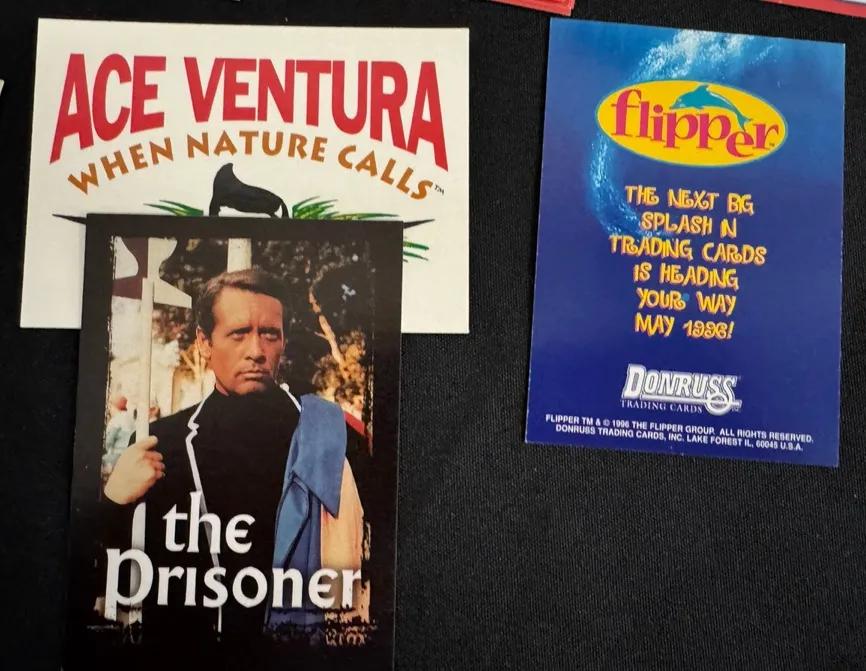 ACE VENTURA
WHEN NATURE CALLS™
the
Prisoner
flipper™
THE NEXT BIG
SPLASH IN
TRADING CARDS
IS HEADING
YOUR WAY
MAY 1996!
DONRUSS
TRADING CARDS
FLIPPER TM & © 1996 THE FLIPPER GROUP. ALL RIGHTS RESERVED.
DONRUSS TRADING CARDS, INC. LAKE FOREST IL, 60045 U.S.A.